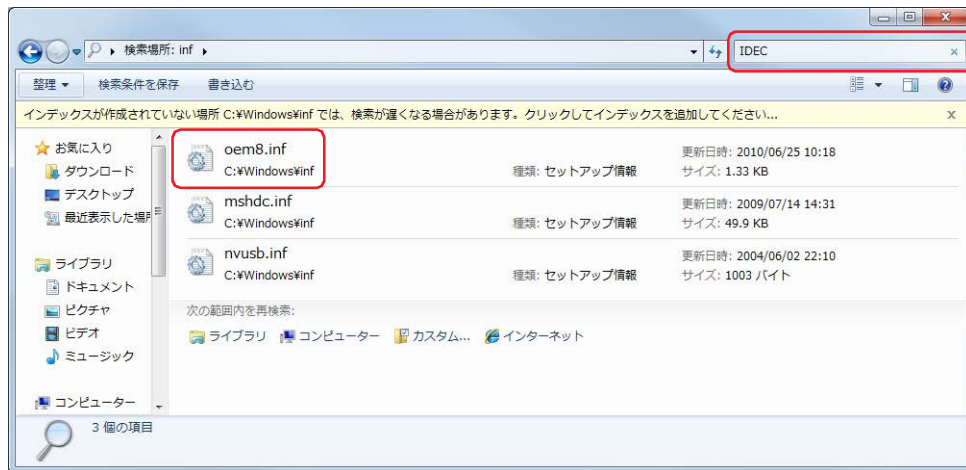 検索場所: inf
IDEC
整理
検索条件を保存
書き込む
インデックスが作成されていない場所 C:¥Windows¥inf では、検索が遅くなる場合があります。クリックしてインデックスを追加してください...
お気に入り
ダウンロード
デスクトップ
最近表示した場所
ライブラリ
ドキュメント
ピクチャ
ビデオ
ミュージック
コンピューター
oem8.inf
C:¥Windows¥inf
種類: セットアップ情報
更新日時: 2010/06/25 10:18
サイズ: 1.33 KB
mshdc.inf
C:¥Windows¥inf
種類: セットアップ情報
更新日時: 2009/07/14 14:31
サイズ: 49.9 KB
nvusb.inf
C:¥Windows¥inf
種類: セットアップ情報
更新日時: 2004/06/02 22:10
サイズ: 1003 バイト
次の範囲内を再検索:
ライブラリ
コンピューター
カスタム...
インターネット
3 個の項目